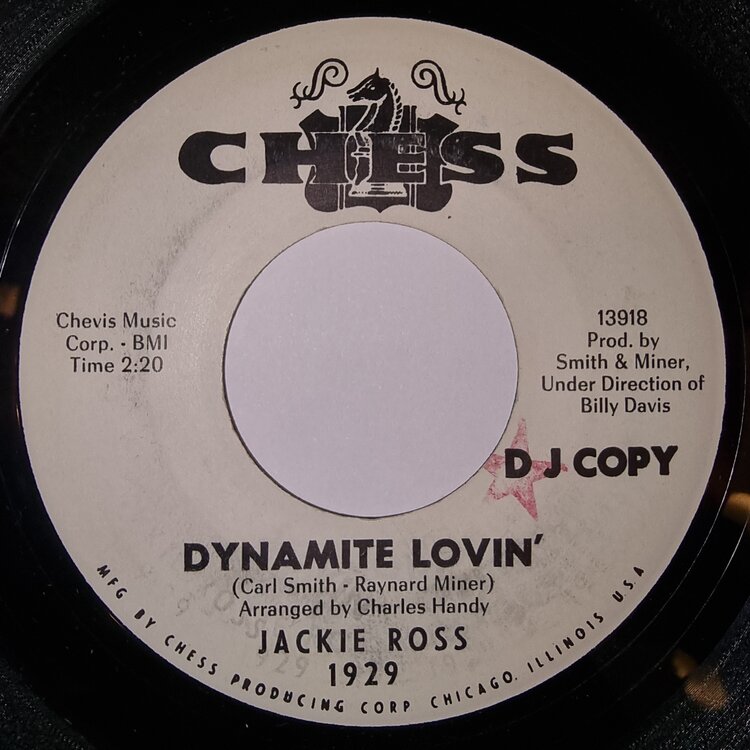 CHESS
Chevis Music
Corp. - BMI
Time 2:20
13918
Prod. by
Smith & Miner,
Under Direction of
Billy Davis
D J COPY
DYNAMITE LOVIN'
(Carl Smith - Raynard Miner)
Arranged by Charles Handy
JACKIE ROSS
1929
MFG BY CHESS PRODUCING CORP CHICAGO. ILLINOIS U.S.A